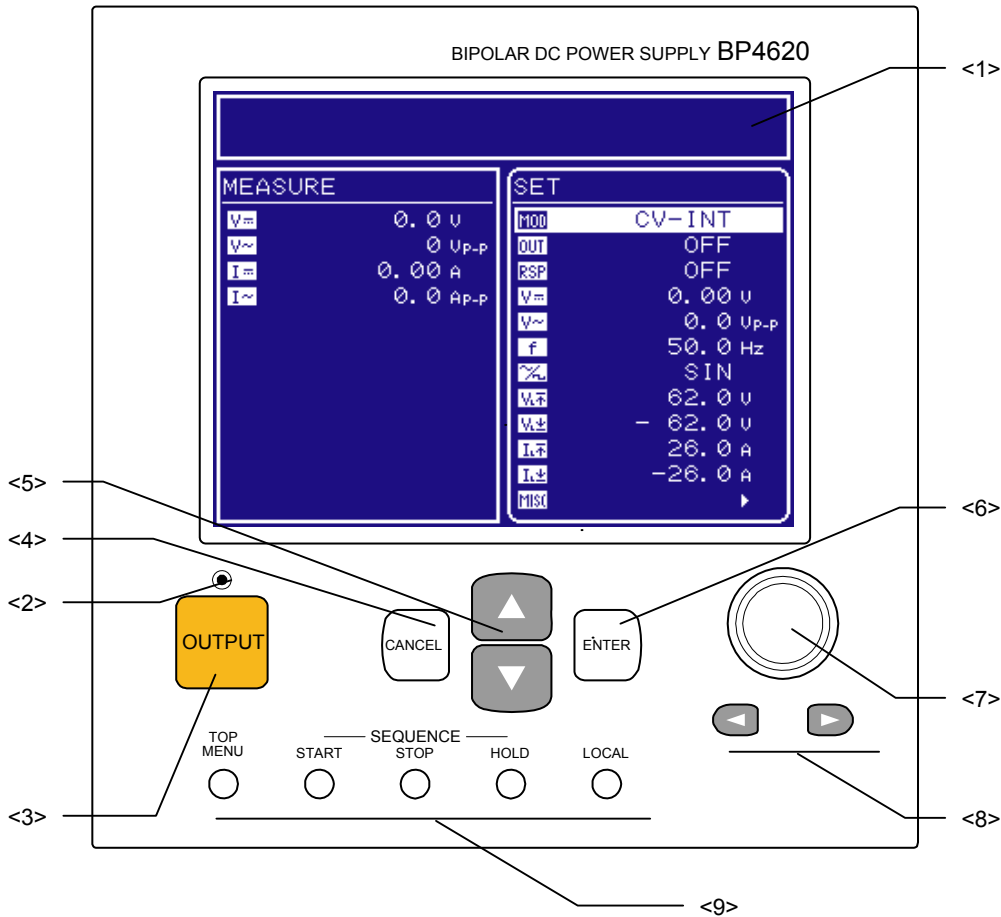 BIPOLAR DC POWER SUPPLY BP4620
<1>
MEASURE
V⎓ 0.0 V
V~ 0 Vp-p
I⎓ 0.00 A
I~ 0.0 Ap-p
SET
MOD CV-INT
OUT OFF
RSP OFF
V⎓ 0.00 V
V~ 0.0 Vp-p
f 50.0 Hz
SIN
62.0 V
- 62.0 V
26.0 A
-26.0 A
MISC
<5>
<4>
<2>
<6>
OUTPUT
CANCEL
ENTER
<7>
TOP
MENU
SEQUENCE
START
STOP
HOLD
LOCAL
<3>
<8>
<9>